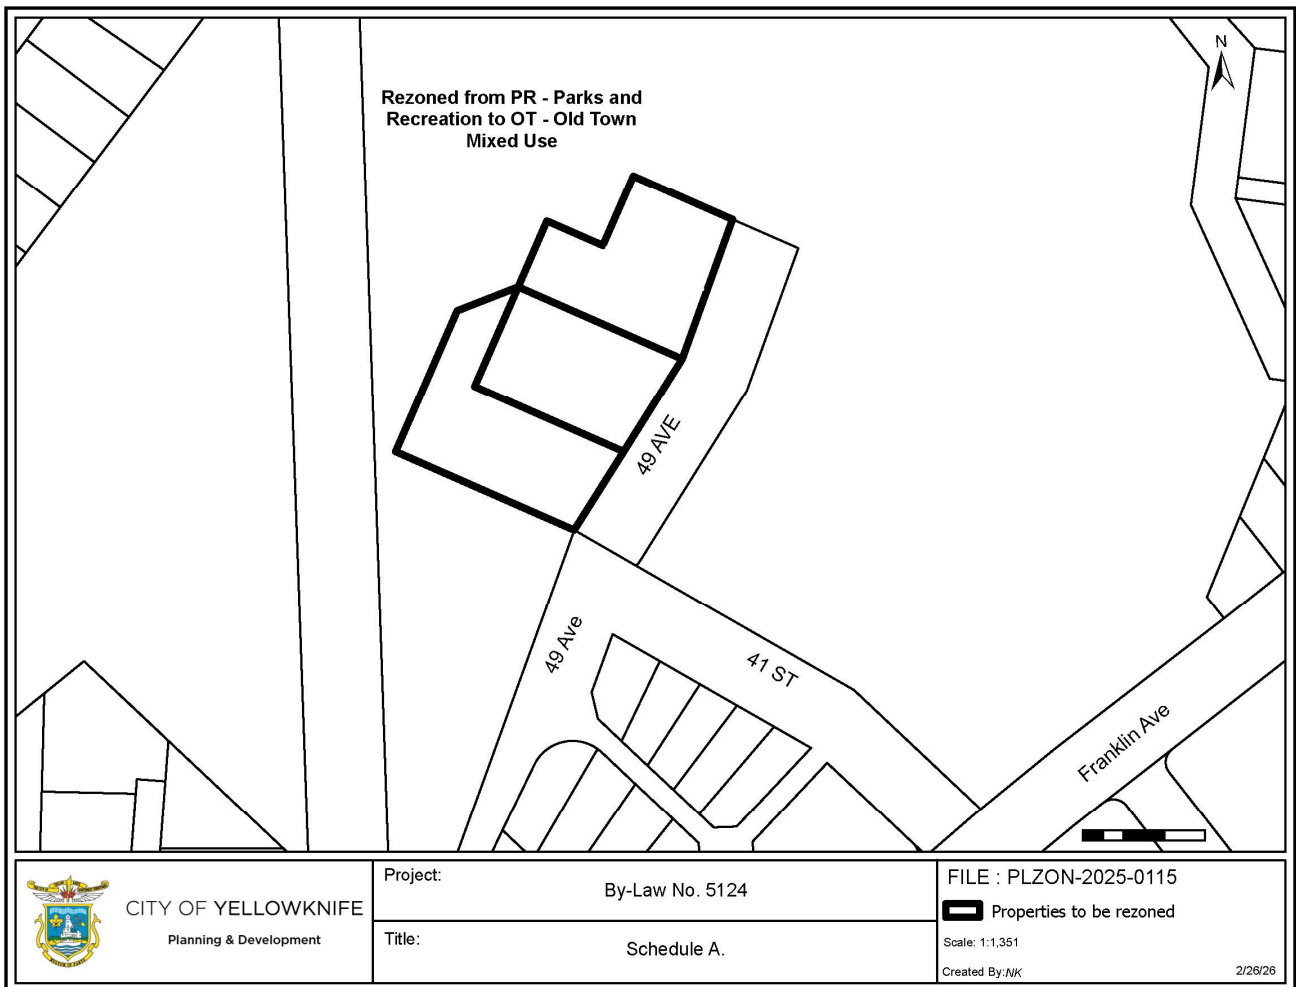 N
Rezoned from PR - Parks and
Recreation to OT - Old Town
Mixed Use
49 AVE
49 Ave
41 ST
Franklin Ave
CITY OF YELLOWKNIFE
Planning & Development
Project:
By-Law No. 5124
Title:
Schedule A.
FILE : PLZON-2025-0115
Properties to be rezoned
Scale: 1:1,351
Created By:NK
2/26/26